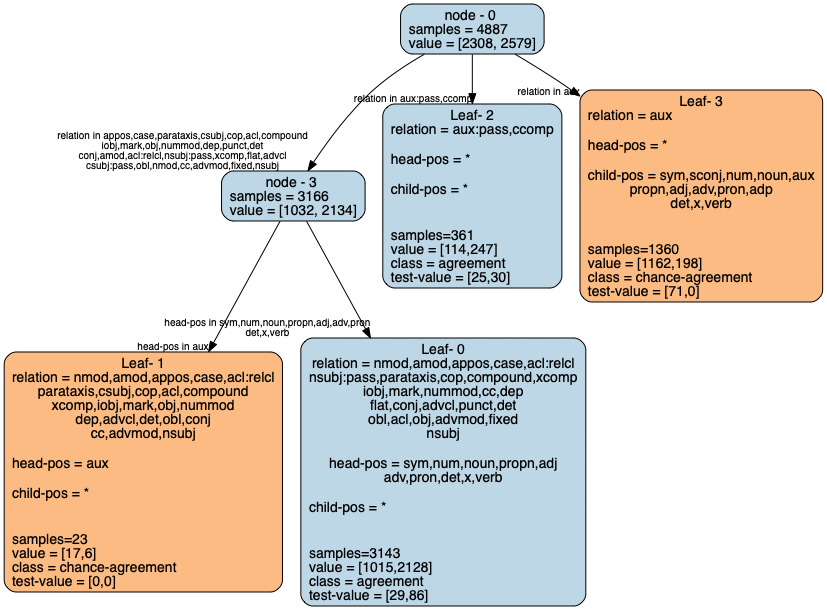 node - 0
samples = 4887
value = [2308, 2579]
relation in aux:pass,ccomp
relation in aux
relation in appos,case,parataxis,csubj,cop,acl,compound
iobj,mark,obj,nummod,dep,punct,det
conj,amod,acl:relcl,nsubj:pass,xcomp,flat,advcl
csubj:pass,obl,nmod,cc,advmod,fixed,nsubj
Leaf- 2
relation = aux:pass,ccomp
head-pos = *
child-pos = *
samples=361
value = [114,247]
class = agreement
test-value = [25,30]
Leaf- 3
relation = aux
head-pos = *
child-pos = sym,sconj,num,noun,aux
propn,adj,adv,pron,adp
det,x,verb
samples=1360
value = [1162,198]
class = chance-agreement
test-value = [71,0]
node - 3
samples = 3166
value = [1032, 2134]
head-pos in sym,num,noun,propn,adj,adv,pron
det,x,verb
head-pos in aux
Leaf- 1
relation = nmod,amod,appos,case,acl:relcl
parataxis,csubj,cop,acl,compound
xcomp,iobj,mark,obj,nummod
dep,advcl,det,obl,conj
cc,advmod,nsubj
head-pos = aux
child-pos = *
samples=23
value = [17,6]
class = chance-agreement
test-value = [0,0]
Leaf- 0
relation = nmod,amod,appos,case,acl:relcl
nsubj:pass,parataxis,cop,compound,xcomp
iobj,mark,nummod,cc,dep
flat,conj,advcl,punct,det
obl,acl,obj,advmod,fixed
nsubj
head-pos = sym,num,noun,propn,adj
adv,pron,det,x,verb
child-pos = *
samples=3143
value = [1015,2128]
class = agreement
test-value = [29,86]